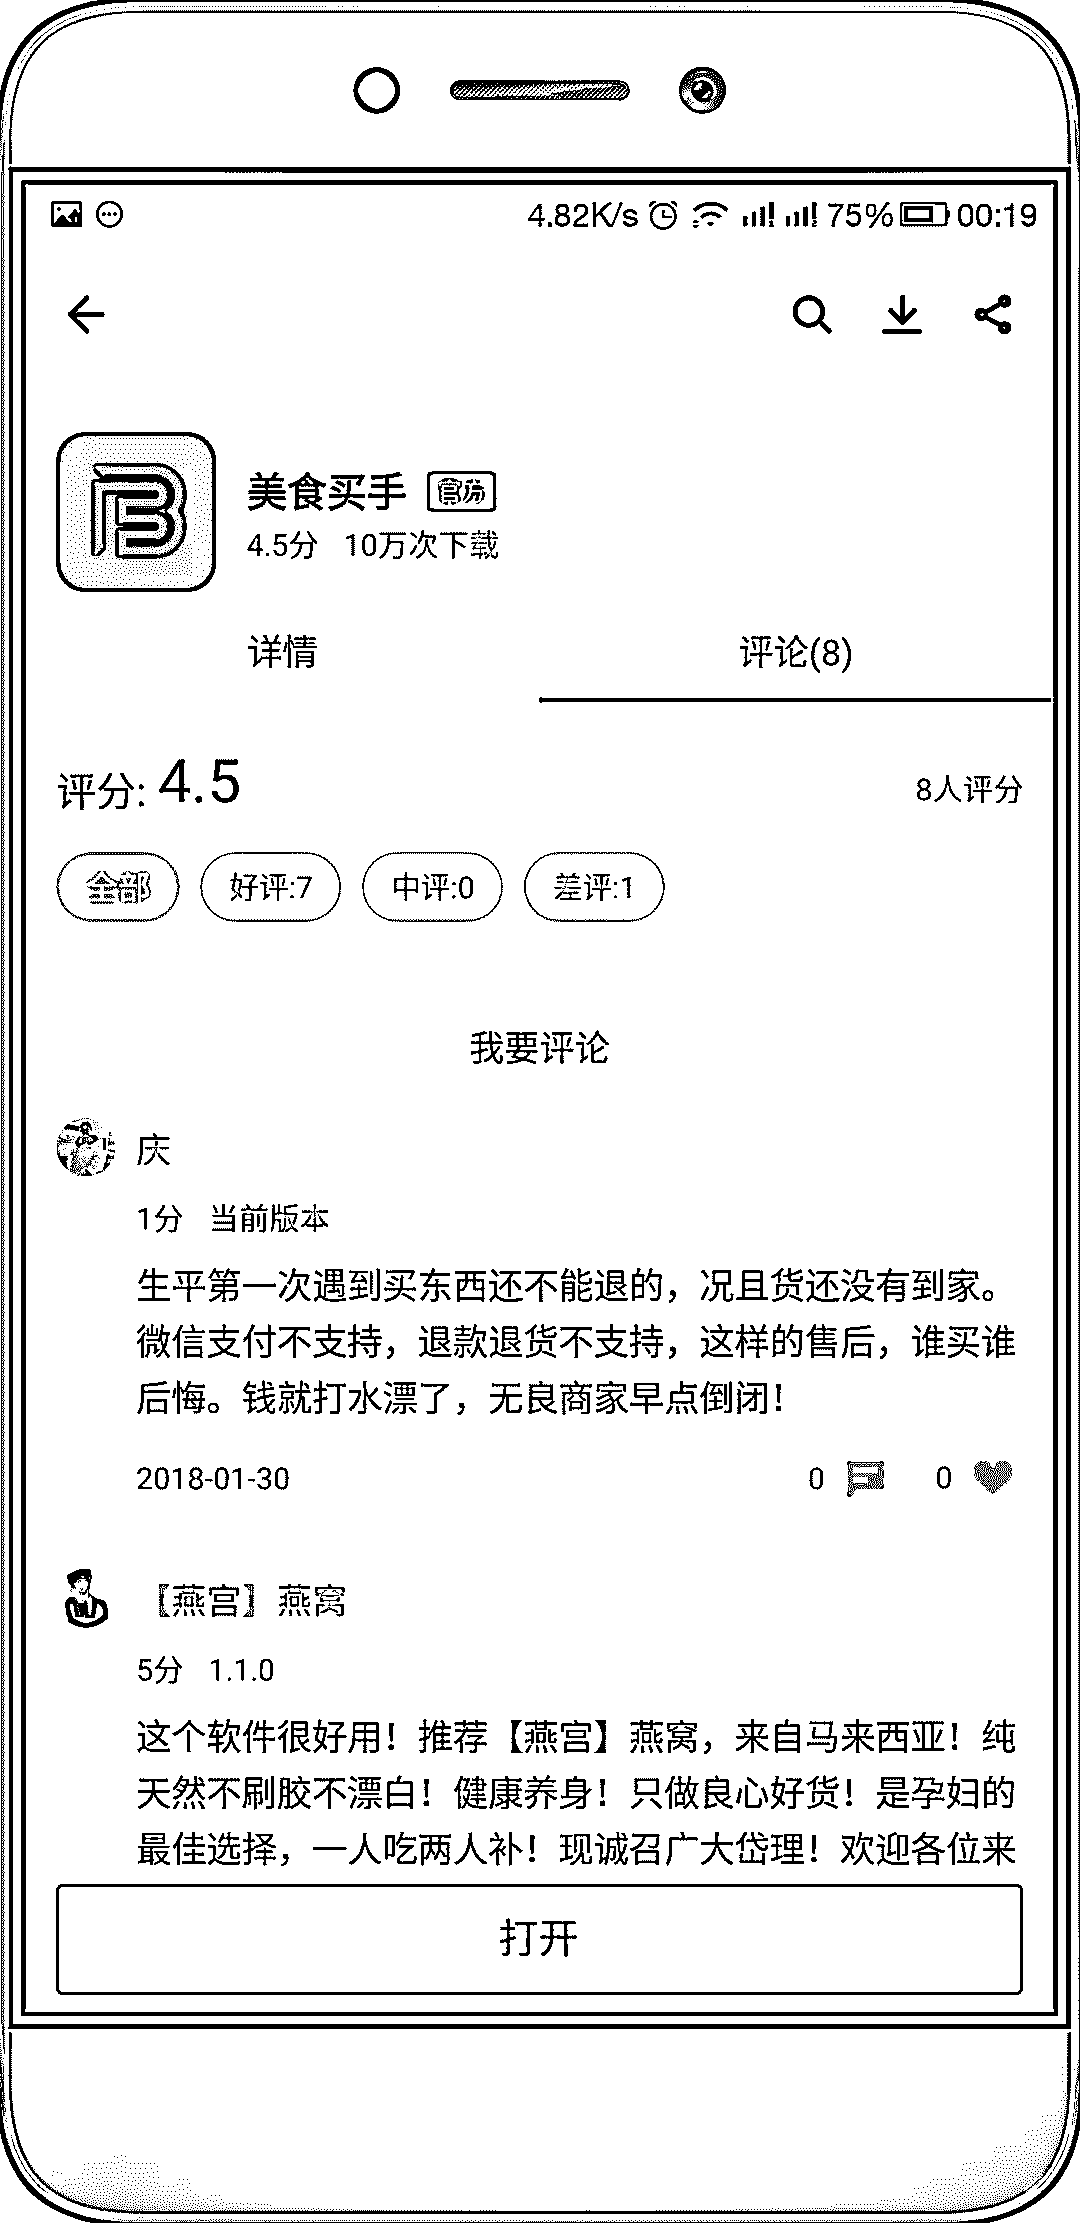 4.82K/s 75% 00:19
美食买手 官方
4.5分 10万次下载
详情 评论(8)
评分: 4.5 8人评分
全部 好评:7 中评:0 差评:1
我要评论
庆
1分 当前版本
生平第一次遇到买东西还不能退的，况且货还没有到家。
微信支付不支持，退款退货不支持，这样的售后，谁买谁
后悔。钱就打水漂了，无良商家早点倒闭！
2018-01-30 0 0
【燕宫】燕窝
5分 1.1.0
这个软件很好用！推荐【燕宫】燕窝，来自马来西亚！纯
天然不刷胶不漂白！健康养身！只做良心好货！是孕妇的
最佳选择，一人吃两人补！现诚召广大岱理！欢迎各位来
打开